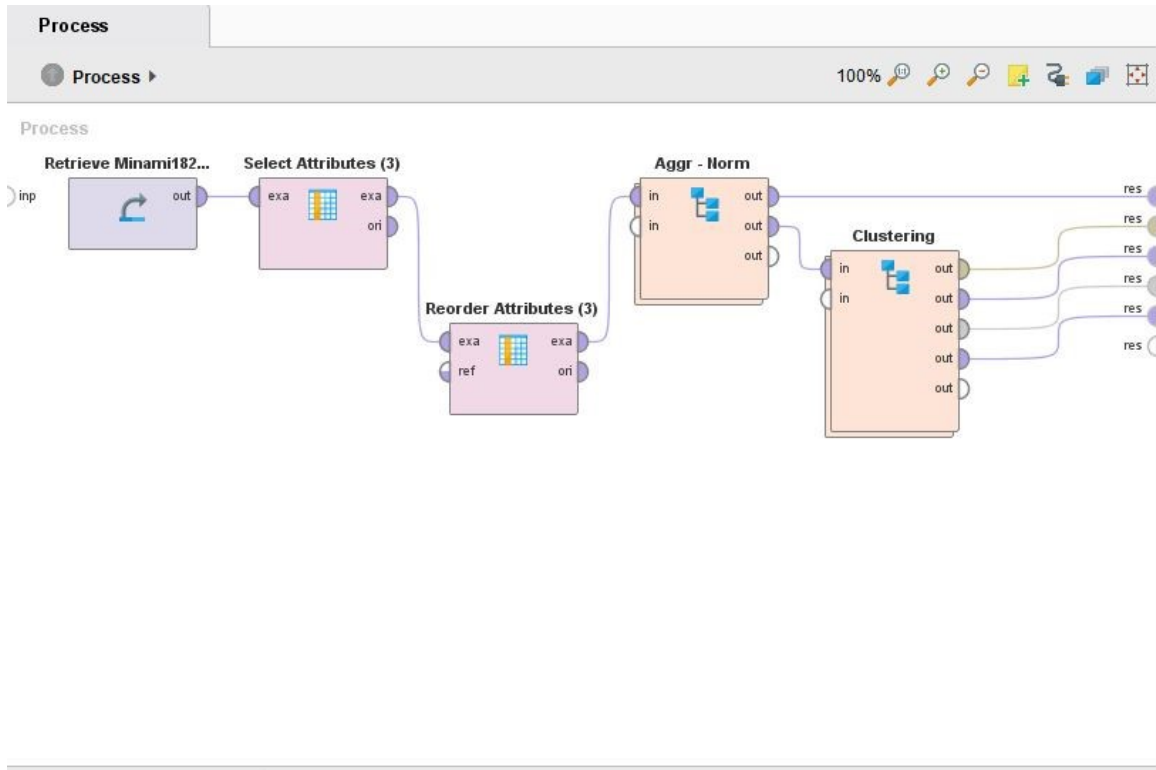 Process
Process
100%
Process
Retrieve Minami182...
Select Attributes (3)
Aggr - Norm
inp
out
exa
exa
ori
in
out
in
out
out
res
res
res
res
res
res
Clustering
in
out
in
out
out
out
out
Reorder Attributes (3)
exa
exa
ref
ori